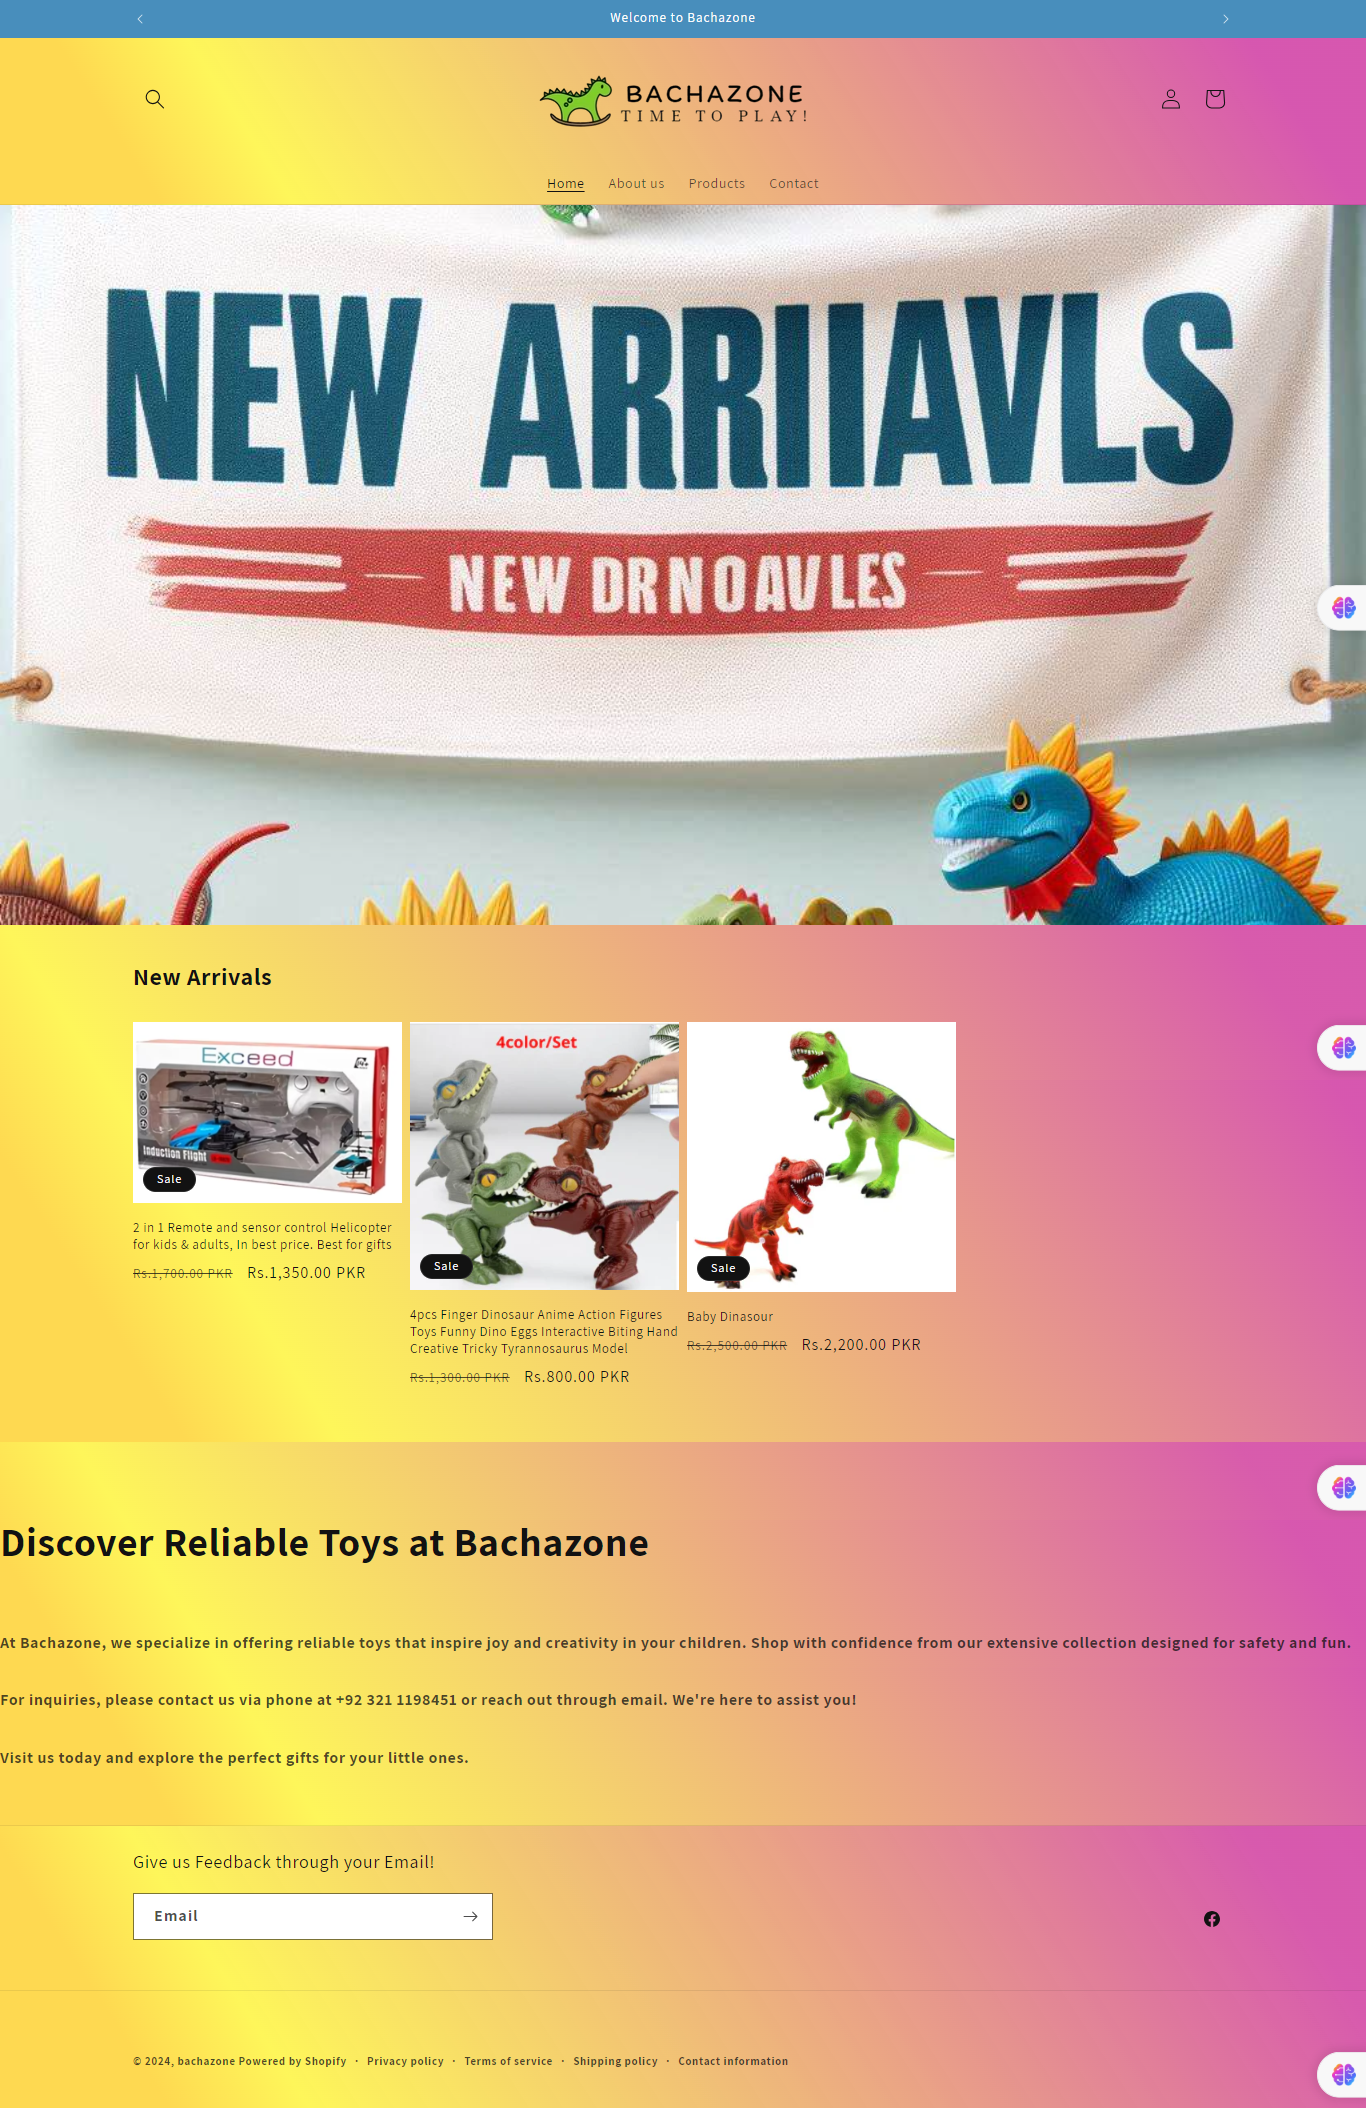 Welcome to Bachazone
BACHAZONE
TIME TO PLAY!
Home About us Products Contact
NEW ARRIIAVLS
NEW DRNOAVLES
New Arrivals
Exceed
Induction Flight
Sale
2 in 1 Remote and sensor control Helicopter
for kids & adults, In best price. Best for gifts
Rs.1,700.00 PKR Rs.1,350.00 PKR
4color/Set
Sale
4pcs Finger Dinosaur Anime Action Figures
Toys Funny Dino Eggs Interactive Biting Hand
Creative Tricky Tyrannosaurus Model
Rs.1,300.00 PKR Rs.800.00 PKR
Sale
Baby Dinasour
Rs.2,500.00 PKR Rs.2,200.00 PKR
Discover Reliable Toys at Bachazone
At Bachazone, we specialize in offering reliable toys that inspire joy and creativity in your children. Shop with confidence from our extensive collection designed for safety and fun.
For inquiries, please contact us via phone at +92 321 1198451 or reach out through email. We're here to assist you!
Visit us today and explore the perfect gifts for your little ones.
Give us Feedback through your Email!
Email
© 2024, bachazone Powered by Shopify · Privacy policy · Terms of service · Shipping policy · Contact information